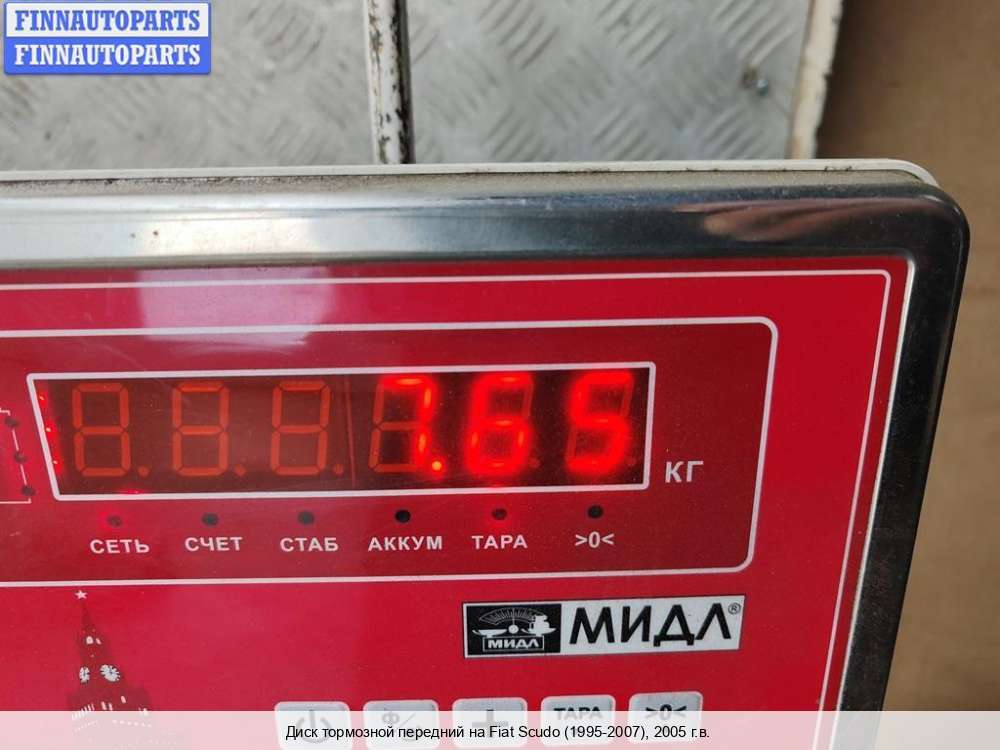 FINNAUTOPARTS
FINNAUTOPARTS
7.65
КГ
СЕТЬ СЧЕТ СТАБ АККУМ ТАРА >0<
МИДЛ МИДЛ®
ТАРА >0<
Диск тормозной передний на Fiat Scudo (1995-2007), 2005 г.в.